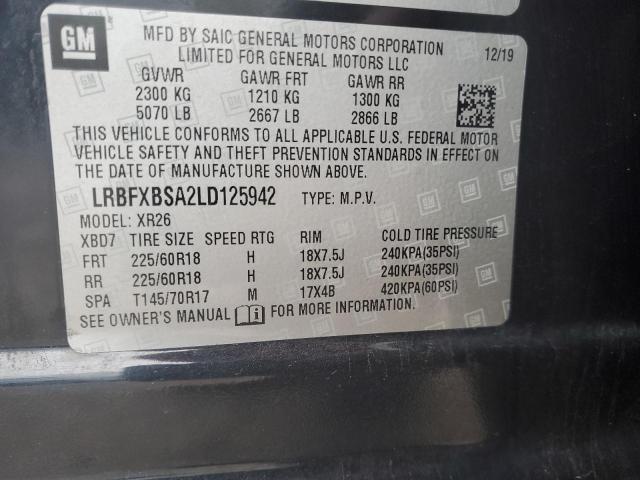 GM
MFD BY SAIC GENERAL MOTORS CORPORATION
LIMITED FOR GENERAL MOTORS LLC 12/19
GVWR GAWR FRT GAWR RR
2300 KG 1210 KG 1300 KG
5070 LB 2667 LB 2866 LB
THIS VEHICLE CONFORMS TO ALL APPLICABLE U.S. FEDERAL MOTOR
VEHICLE SAFETY AND THEFT PREVENTION STANDARDS IN EFFECT ON
THE DATE OF MANUFACTURE SHOWN ABOVE.
LRBFXBSA2LD125942 TYPE: M.P.V.
MODEL: XR26
XBD7 TIRE SIZE SPEED RTG RIM COLD TIRE PRESSURE
FRT 225/60R18 H 18X7.5J 240KPA(35PSI)
RR 225/60R18 H 18X7.5J 240KPA(35PSI)
SPA T145/70R17 M 17X4B 420KPA(60PSI)
SEE OWNER'S MANUAL i FOR MORE INFORMATION.